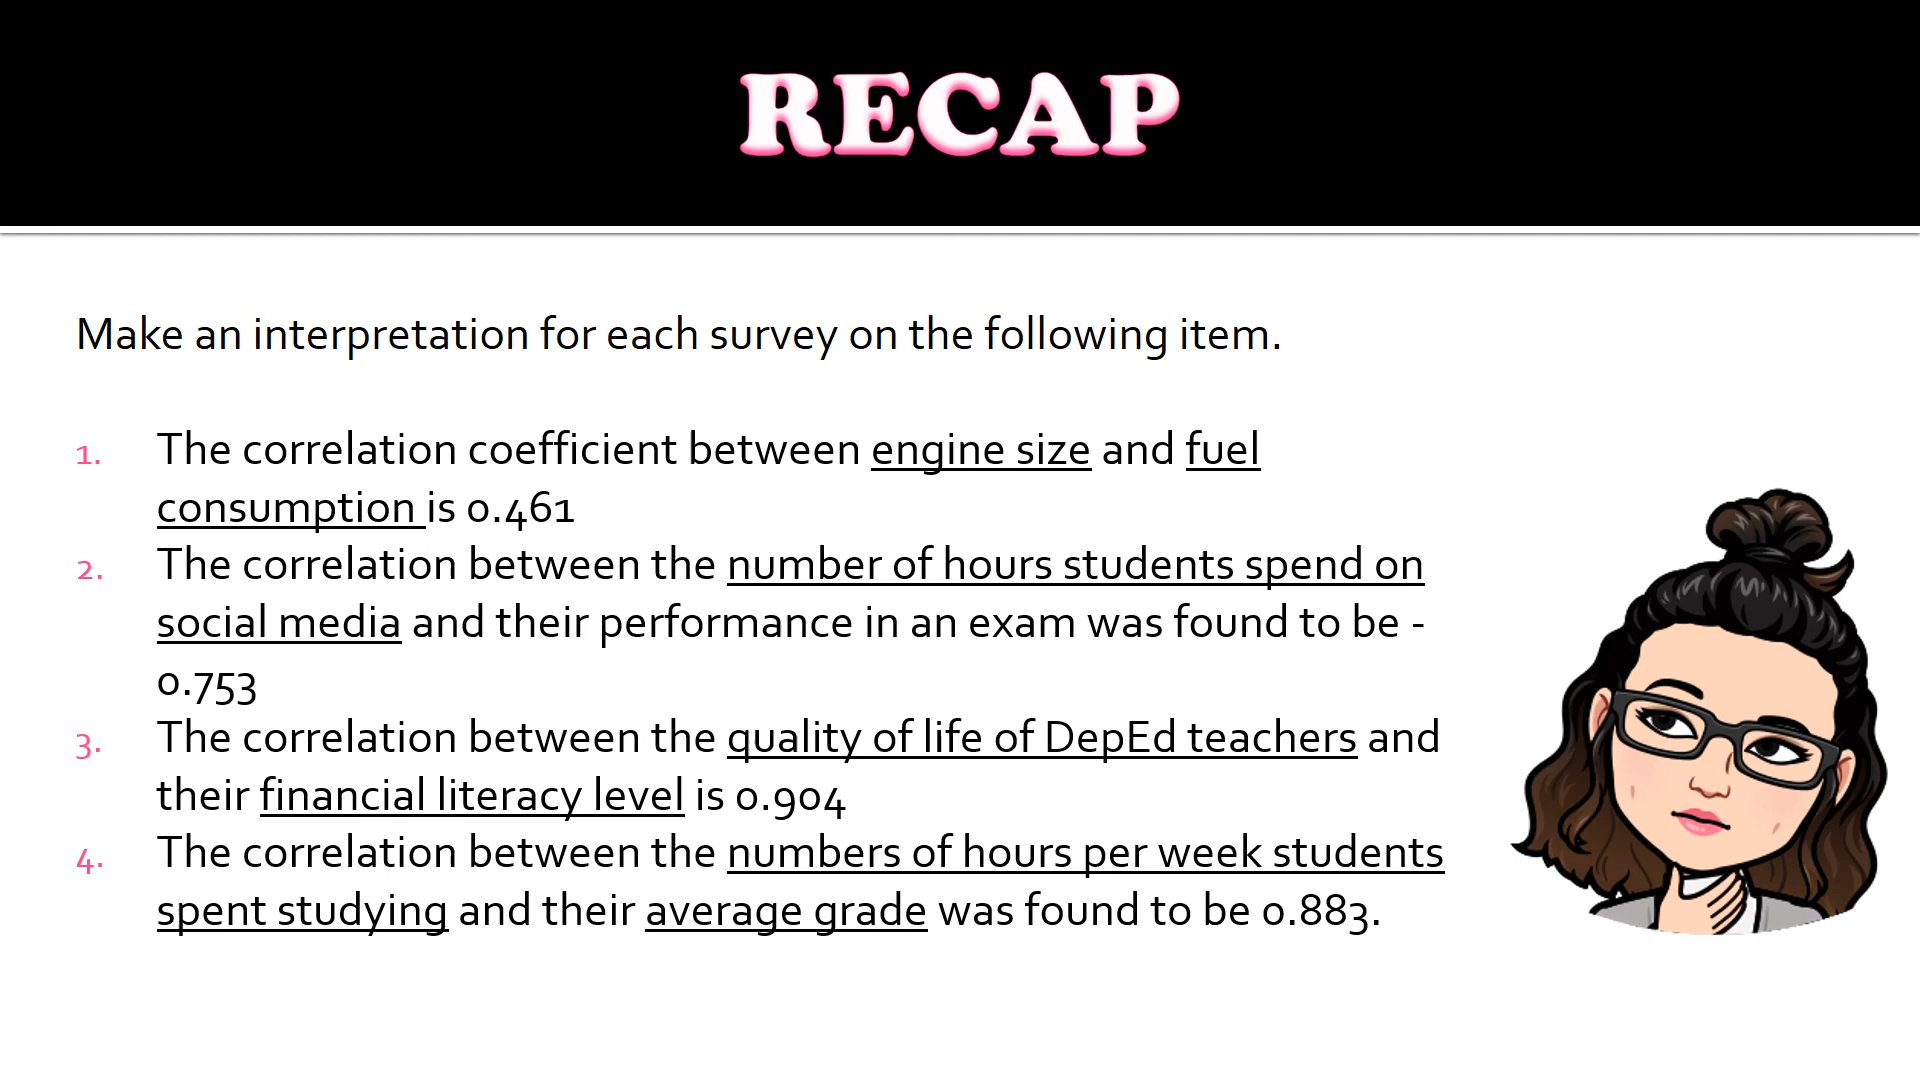 RECAP
Make an interpretation for each survey on the following item.
1. The correlation coefficient between engine size and fuel
consumption is 0.461
2. The correlation between the number of hours students spend on
social media and their performance in an exam was found to be -
0.753
3. The correlation between the quality of life of DepEd teachers and
their financial literacy level is 0.904
4. The correlation between the numbers of hours per week students
spent studying and their average grade was found to be 0.883.